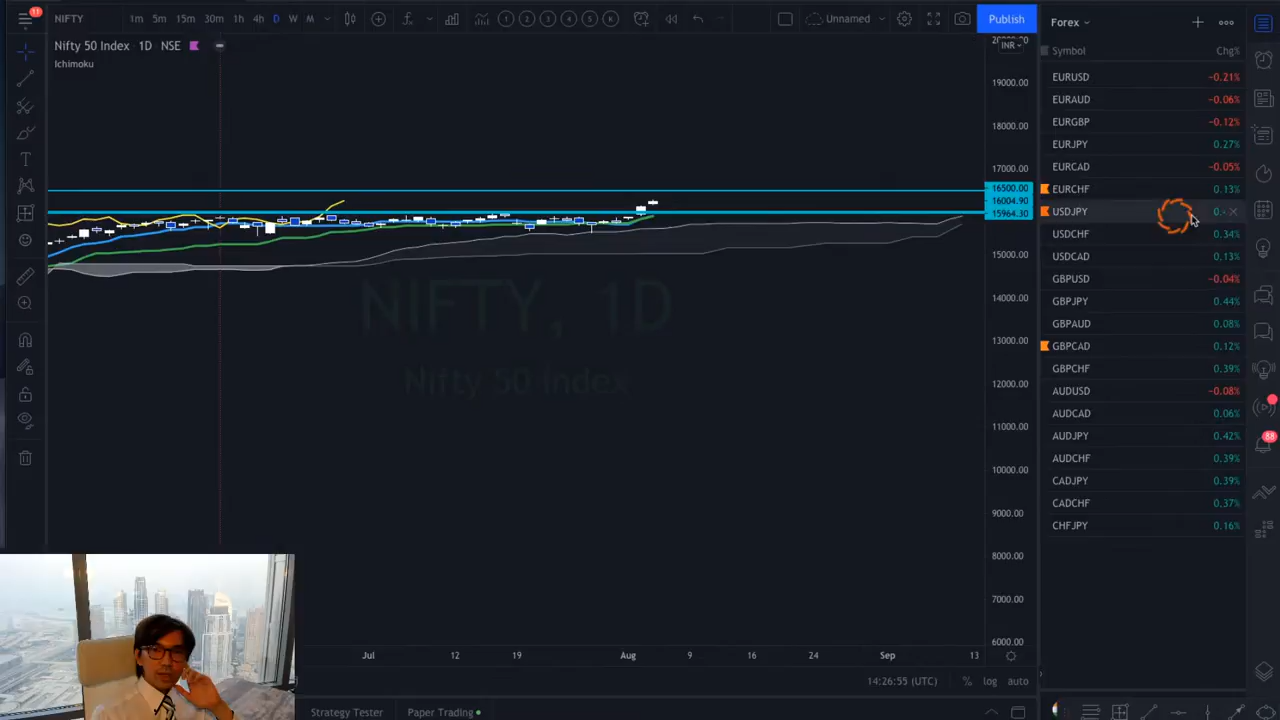 11
NIFTY
1m 5m 15m 30m 1h 4h D W M
1 2 3 4 5 K
Unnamed
Publish
Forex
Nifty 50 Index 1D NSE
INR
Ichimoku
Symbol Chg%
EURUSD −0.21%
EURAUD −0.06%
EURGBP −0.12%
EURJPY 0.27%
EURCAD −0.05%
EURCHF 0.13%
USDJPY
USDCHF 0.34%
USDCAD 0.13%
GBPUSD −0.04%
GBPJPY 0.44%
GBPAUD 0.08%
GBPCAD 0.12%
GBPCHF 0.39%
AUDUSD −0.08%
AUDCAD 0.06%
AUDJPY 0.42%
AUDCHF 0.39%
CADJPY 0.39%
CADCHF 0.37%
CHFJPY 0.16%
19000.00
18000.00
17000.00
16500.00
16004.90
15964.30
15000.00
14000.00
13000.00
12000.00
11000.00
10000.00
9000.00
8000.00
7000.00
6000.00
NIFTY, 1D
Nifty 50 Index
88
Jul 12 19 Aug 9 16 24 Sep 13
14:26:55 (UTC) % log auto
Strategy Tester Paper Trading